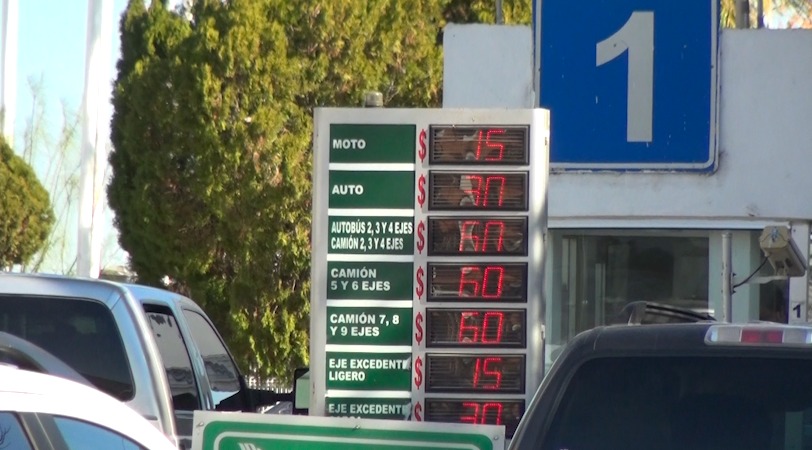 1
MOTO $ 15
AUTO $ 30
AUTOBÚS 2, 3 Y 4 EJES
CAMIÓN 2, 3 Y 4 EJES $ 60
CAMIÓN
5 Y 6 EJES $ 60
CAMIÓN 7, 8
Y 9 EJES $ 60
EJE EXCEDENTE
LIGERO $ 15
EJE EXCEDENTE $ 30
1